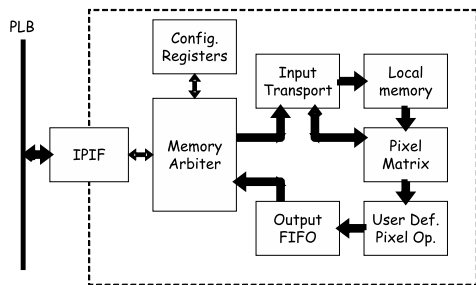 PLB
Config.
Registers
Input
Transport
Local
memory
IPIF
Memory
Arbiter
Pixel
Matrix
Output
FIFO
User Def.
Pixel Op.